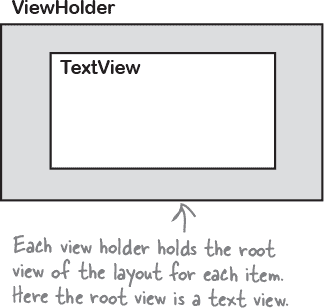 ViewHolder
TextView
Each view holder holds the root
view of the layout for each item.
Here the root view is a text view.